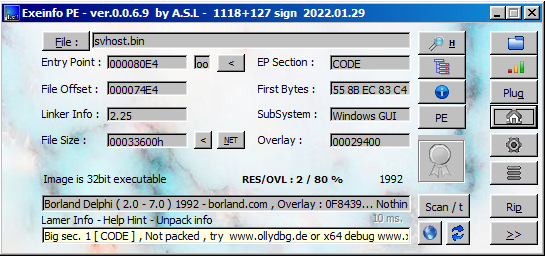 Exeinfo PE - ver.0.0.6.9 by A.S.L - 1118+127 sign 2022.01.29
File : svhost.bin H
Entry Point : 000080E4 oo < EP Section : CODE
File Offset : 000074E4 First Bytes : 55 8B EC 83 C4 Plug
Linker Info : 2.25 SubSystem : Windows GUI PE
File Size : 00033600h < NET Overlay : 00029400
Image is 32bit executable RES/OVL : 2 / 80 % 1992
Borland Delphi ( 2.0 - 7.0 ) 1992 - borland.com , Overlay : 0F8439... Nothin Scan / t Rip
Lamer Info - Help Hint - Unpack info 10 ms.
Big sec. 1 [ CODE ] , Not packed , try www.ollydbg.de or x64 debug www.x >>